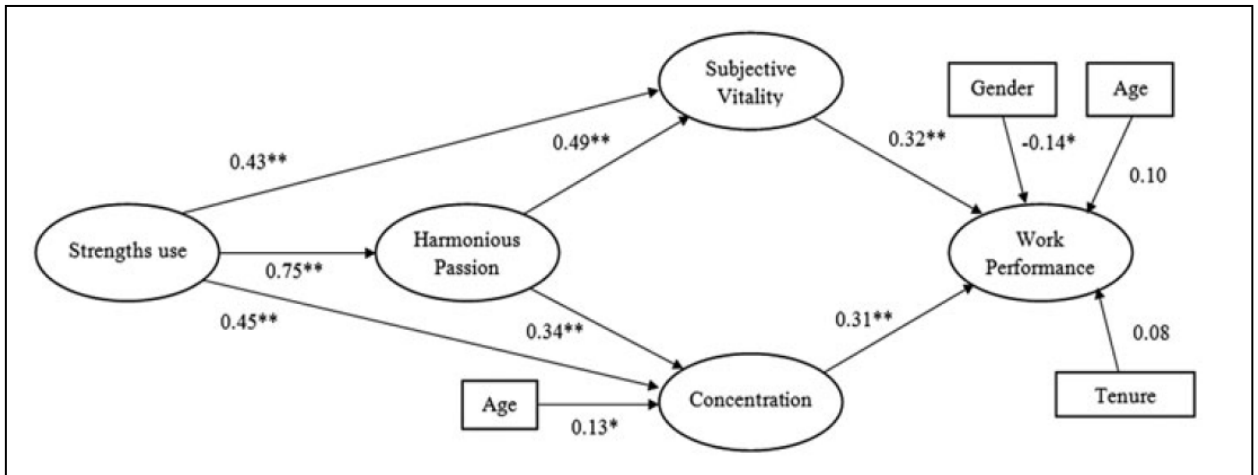 Subjective
Vitality
Gender
Age
0.43**
0.49**
0.32**
-0.14*
0.10
Strengths use
0.75**
Harmonious
Passion
Work
Performance
0.45**
0.34**
0.31**
0.08
Age
0.13*
Concentration
Tenure